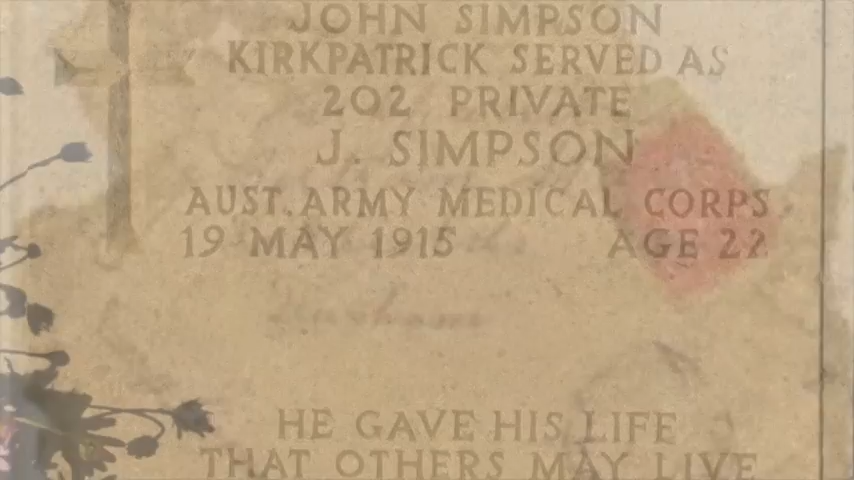 JOHN SIMPSON
KIRKPATRICK SERVED AS
202 PRIVATE
J. SIMPSON
AUST. ARMY MEDICAL CORPS
19 MAY 1915 AGE 22
HE GAVE HIS LIFE
THAT OTHERS MAY LIVE